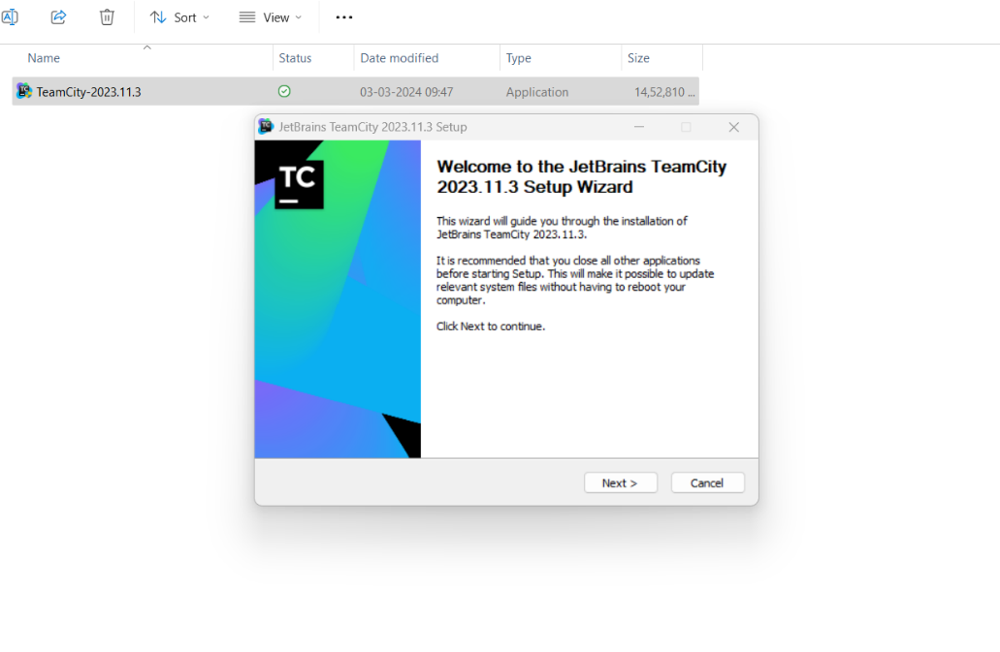 Sort
View
Name
Status
Date modified
Type
Size
TeamCity-2023.11.3
03-03-2024 09:47
Application
14,52,810 ...
JetBrains TeamCity 2023.11.3 Setup
TC
Welcome to the JetBrains TeamCity
2023.11.3 Setup Wizard
This wizard will guide you through the installation of
JetBrains TeamCity 2023.11.3.
It is recommended that you close all other applications
before starting Setup. This will make it possible to update
relevant system files without having to reboot your
computer.
Click Next to continue.
Next >
Cancel